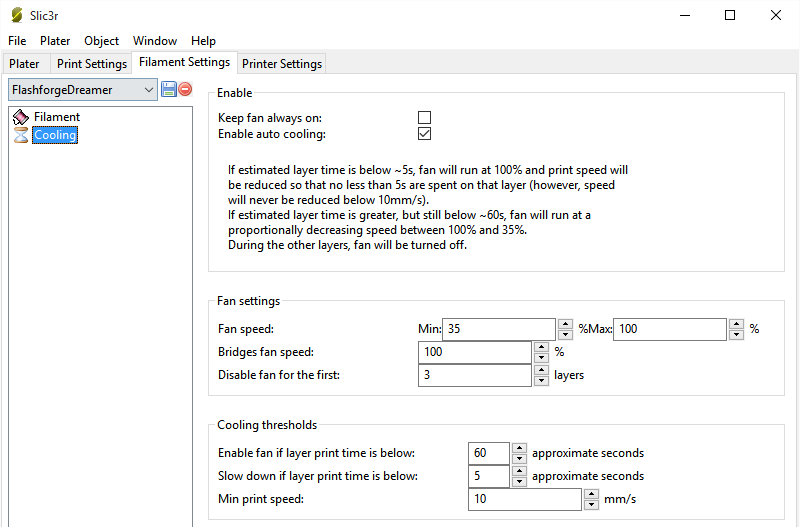 Slic3r
File Plater Object Window Help
Plater Print Settings Filament Settings Printer Settings
FlashforgeDreamer
Filament
Cooling
Enable
Keep fan always on:
Enable auto cooling:
If estimated layer time is below ~5s, fan will run at 100% and print speed will
be reduced so that no less than 5s are spent on that layer (however, speed
will never be reduced below 10mm/s).
If estimated layer time is greater, but still below ~60s, fan will run at a
proportionally decreasing speed between 100% and 35%.
During the other layers, fan will be turned off.
Fan settings
Fan speed: Min: 35 %Max: 100 %
Bridges fan speed: 100 %
Disable fan for the first: 3 layers
Cooling thresholds
Enable fan if layer print time is below: 60 approximate seconds
Slow down if layer print time is below: 5 approximate seconds
Min print speed: 10 mm/s